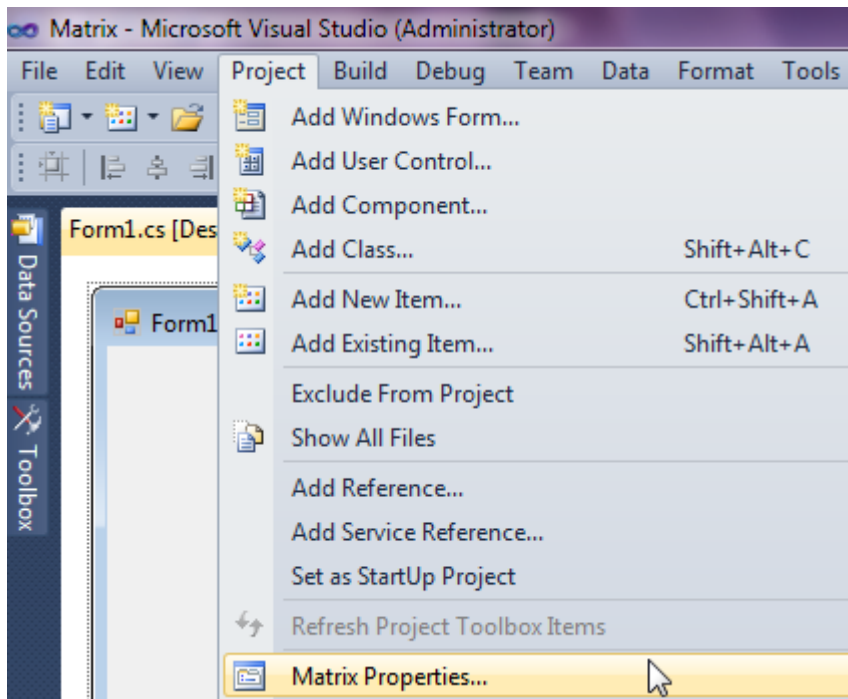 Matrix - Microsoft Visual Studio (Administrator)
File Edit View Project Build Debug Team Data Format Tools
Add Windows Form...
Add User Control...
Add Component...
Form1.cs [Des
Add Class... Shift+Alt+C
Data Sources
Add New Item... Ctrl+Shift+A
Form1
Add Existing Item... Shift+Alt+A
Exclude From Project
Toolbox
Show All Files
Add Reference...
Add Service Reference...
Set as StartUp Project
Refresh Project Toolbox Items
Matrix Properties...